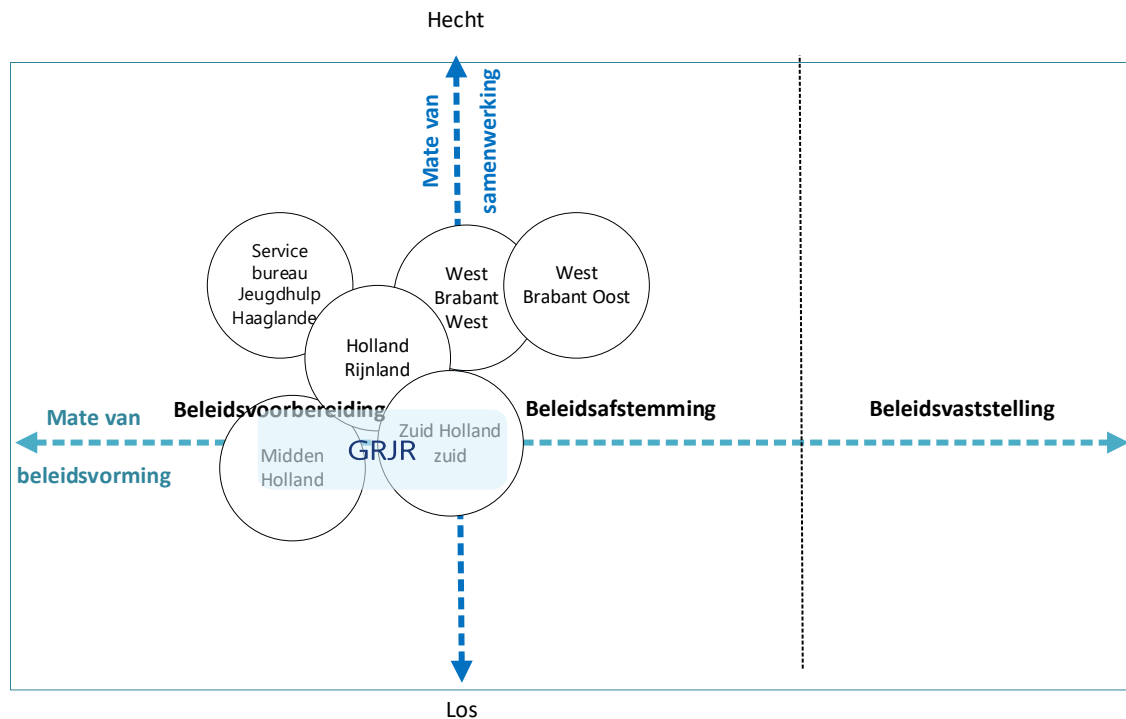 Hecht
Mate van
samenwerking
Service
bureau
Jeugdhulp
Haaglande
West
Brabant
West
West
Brabant Oost
Holland
Rijnland
Beleidsvoorbereiding
Beleidsafstemming
Beleidsvaststelling
Mate van
beleidsvorming
Zuid Holland
zuid
GRJR
Midden
Holland
Los